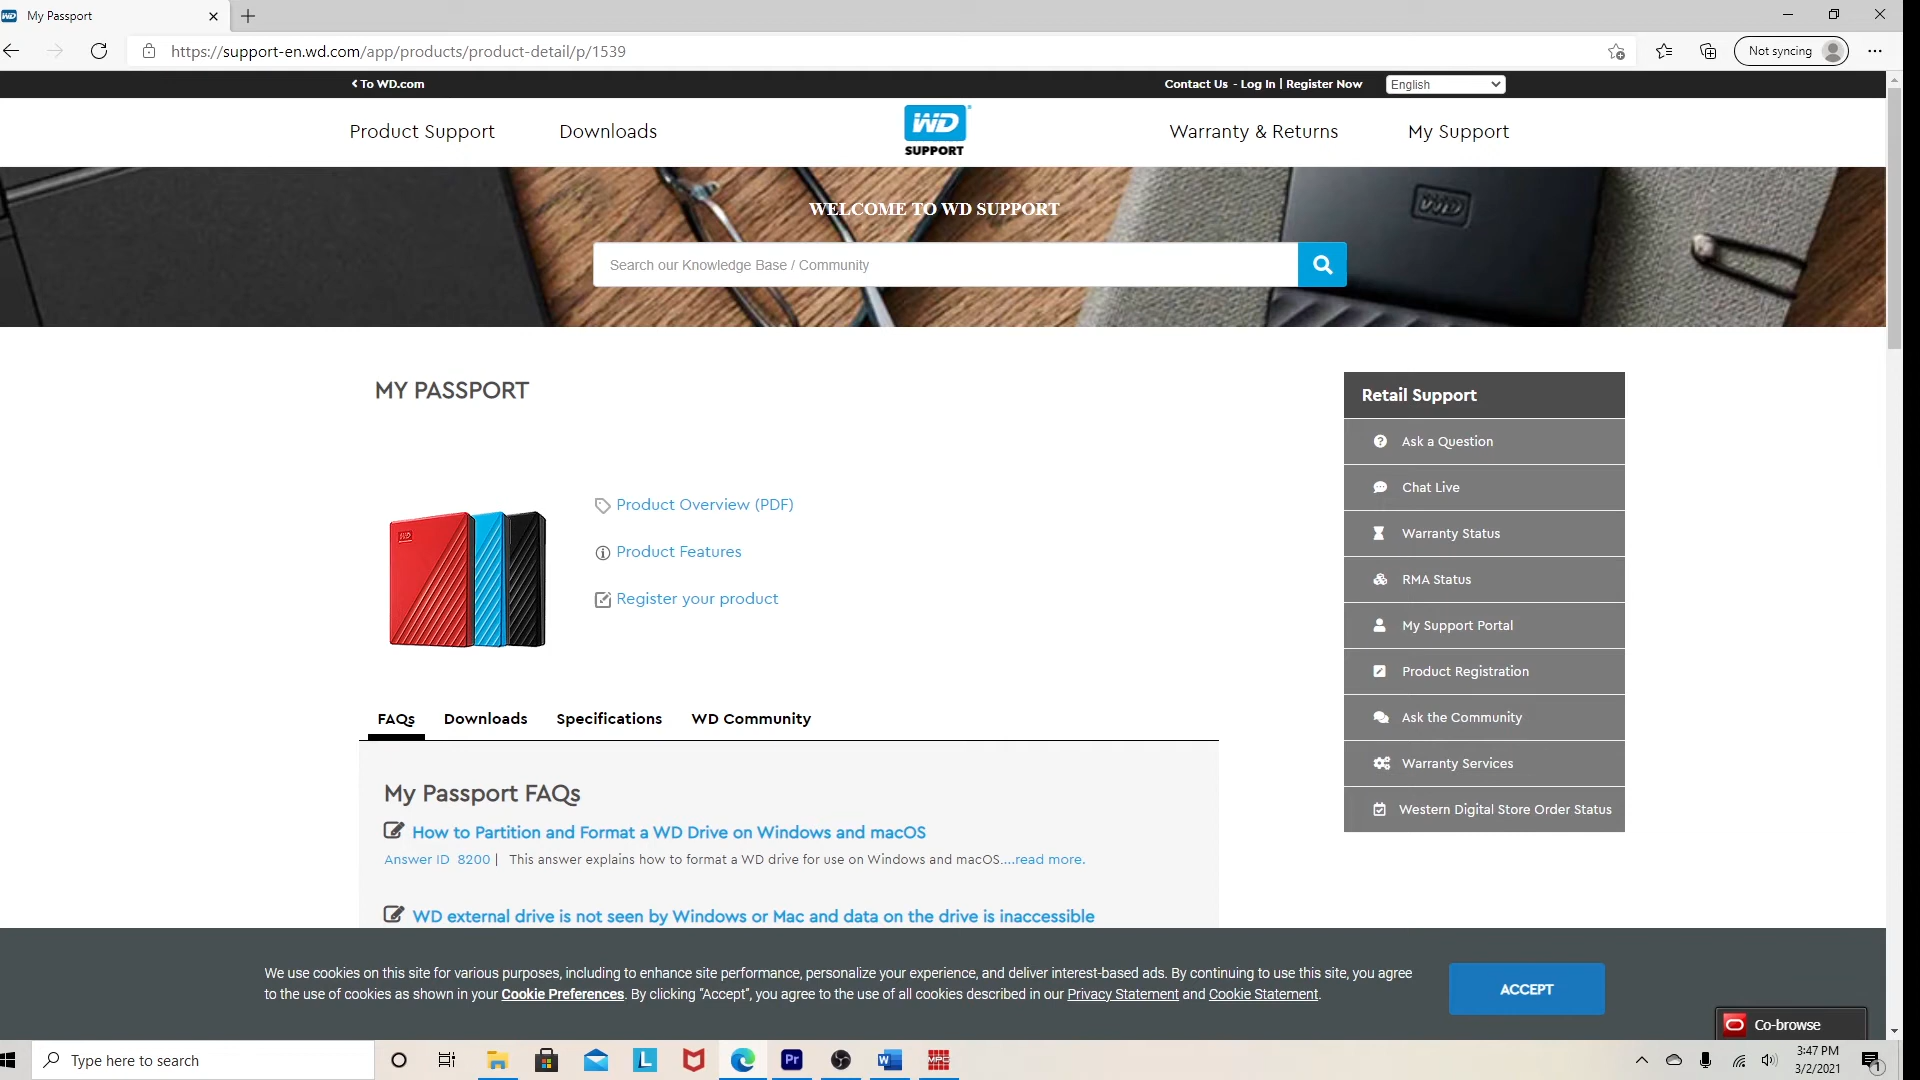 My Passport
https://support-en.wd.com/app/products/product-detail/p/1539
Not syncing
To WD.com
Contact Us - Log In | Register Now
English
Product Support
Downloads
WD
SUPPORT
Warranty & Returns
My Support
WELCOME TO WD SUPPORT
WD
Search our Knowledge Base / Community
MY PASSPORT
Product Overview (PDF)
Product Features
Register your product
WD
Retail Support
Ask a Question
Chat Live
Warranty Status
RMA Status
My Support Portal
Product Registration
Ask the Community
Warranty Services
Western Digital Store Order Status
FAQs
Downloads
Specifications
WD Community
My Passport FAQs
How to Partition and Format a WD Drive on Windows and macOS
Answer ID 8200 | This answer explains how to format a WD drive for use on Windows and macOS....read more.
WD external drive is not seen by Windows or Mac and data on the drive is inaccessible
We use cookies on this site for various purposes, including to enhance site performance, personalize your experience, and deliver interest-based ads. By continuing to use this site, you agree
to the use of cookies as shown in your Cookie Preferences. By clicking "Accept", you agree to the use of all cookies described in our Privacy Statement and Cookie Statement.
ACCEPT
Co-browse
Type here to search
L
Pr
W
MPC
3:47 PM
3/2/2021
1